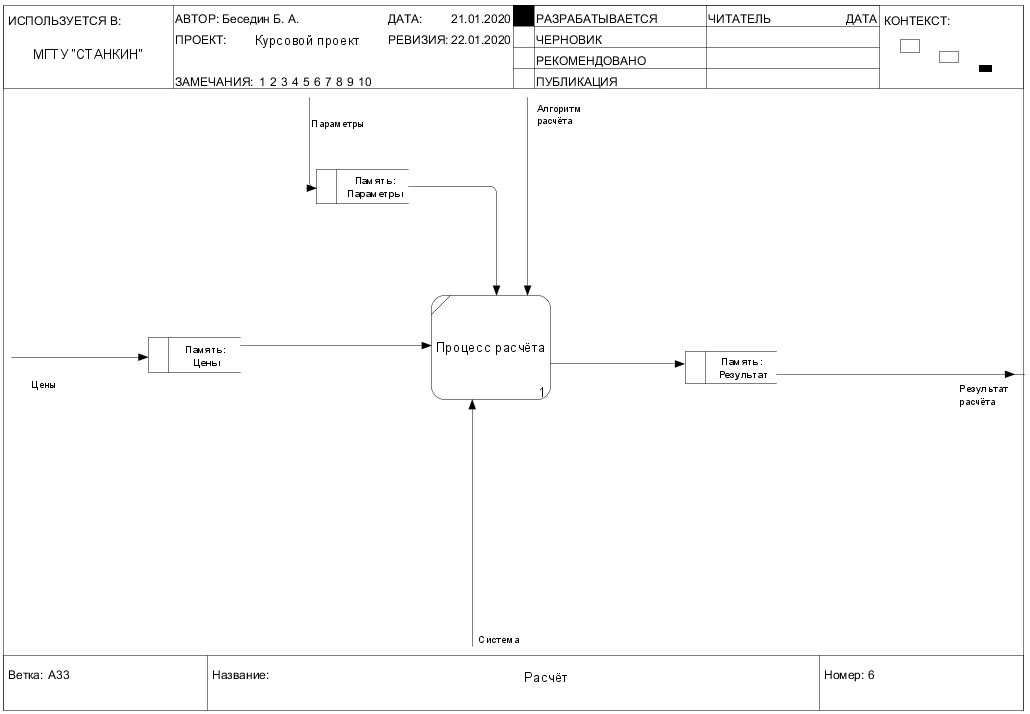 ИСПОЛЬЗУЕТСЯ В:
МГТУ "СТАНКИН"
АВТОР: Беседин Б. А.
ДАТА: 21.01.2020
ПРОЕКТ: Курсовой проект
РЕВИЗИЯ: 22.01.2020
ЗАМЕЧАНИЯ: 1 2 3 4 5 6 7 8 9 10
РАЗРАБАТЫВАЕТСЯ
ЧЕРНОВИК
РЕКОМЕНДОВАНО
ПУБЛИКАЦИЯ
ЧИТАТЕЛЬ
ДАТА
КОНТЕКСТ:
Параметры
Алгоритм
расчёта
Память:
Параметры
Процесс расчёта
1
Память:
Цены
Цены
Память:
Результат
Результат
расчёта
Система
Ветка: A33
Название:
Расчёт
Номер: 6